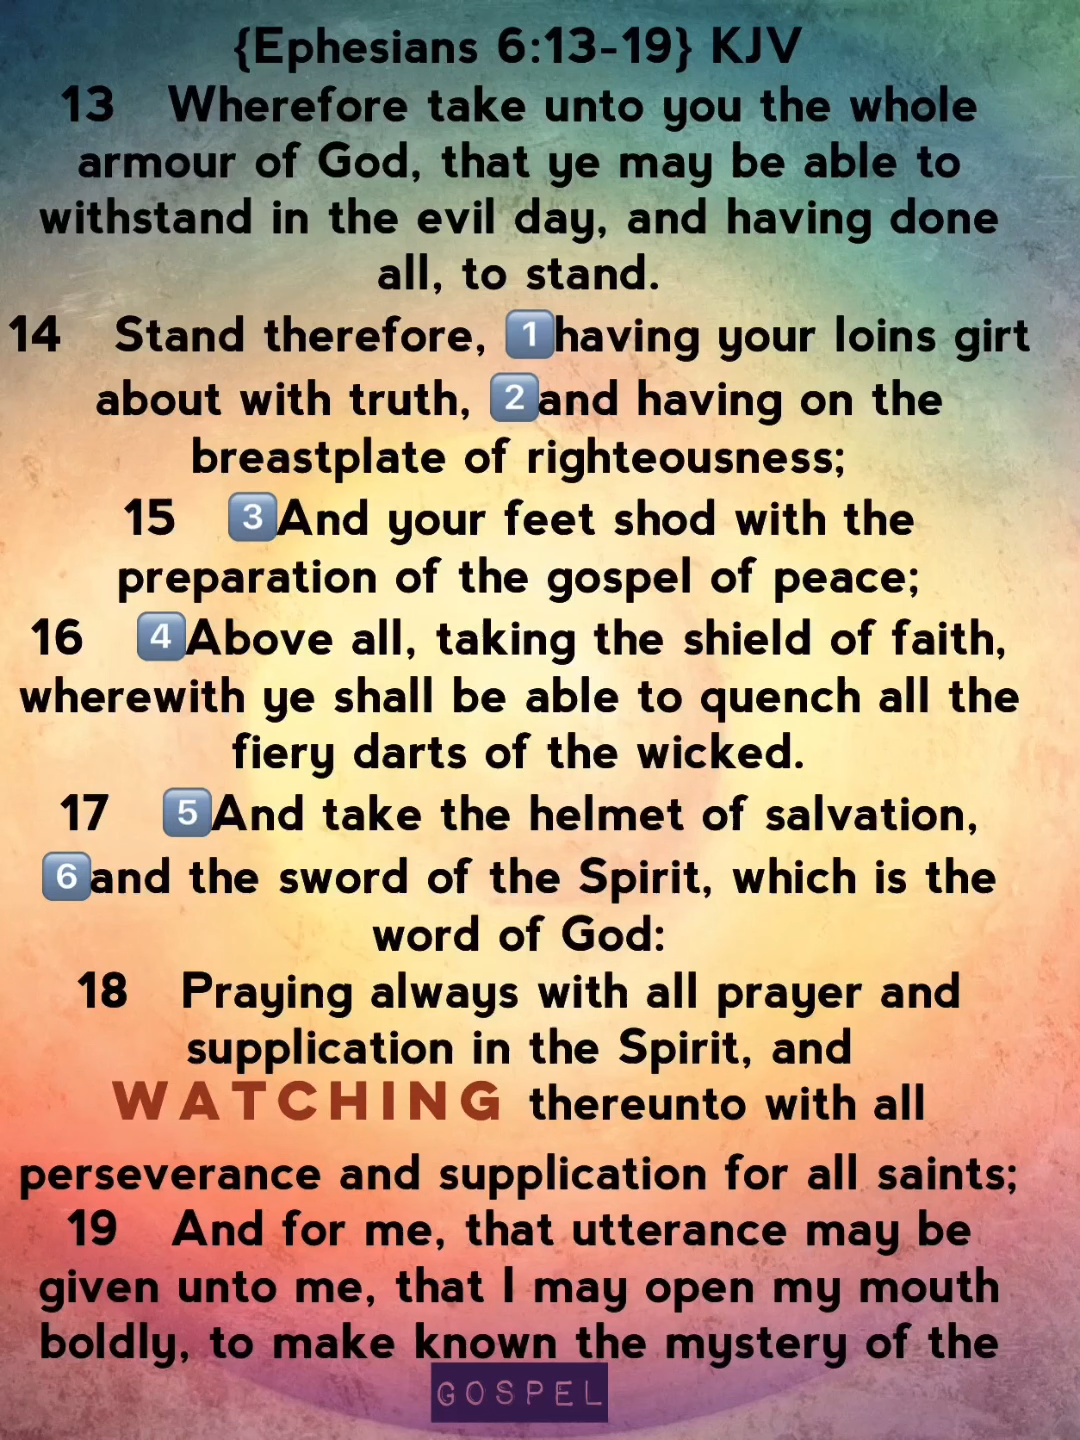 {Ephesians 6:13-19} KJV
13 Wherefore take unto you the whole
armour of God, that ye may be able to
withstand in the evil day, and having done
all, to stand.
14 Stand therefore, 1having your loins girt
about with truth, 2and having on the
breastplate of righteousness;
15 3And your feet shod with the
preparation of the gospel of peace;
16 4Above all, taking the shield of faith,
wherewith ye shall be able to quench all the
fiery darts of the wicked.
17 5And take the helmet of salvation,
6and the sword of the Spirit, which is the
word of God:
18 Praying always with all prayer and
supplication in the Spirit, and
WATCHING thereunto with all
perseverance and supplication for all saints;
19 And for me, that utterance may be
given unto me, that I may open my mouth
boldly, to make known the mystery of the
GOSPEL